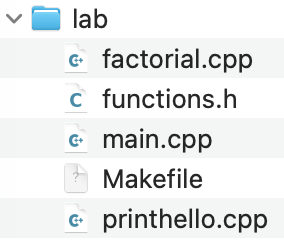 lab
factorial.cpp
functions.h
main.cpp
Makefile
printhello.cpp